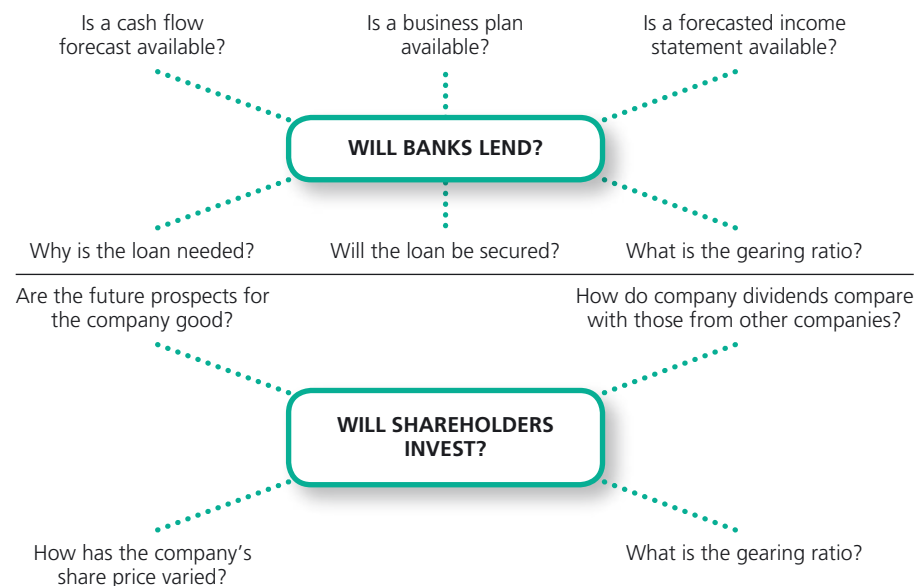 Is a cash flow
forecast available?
Is a business plan
available?
Is a forecasted income
statement available?
WILL BANKS LEND?
Why is the loan needed?
Will the loan be secured?
What is the gearing ratio?
Are the future prospects for
the company good?
How do company dividends compare
with those from other companies?
WILL SHAREHOLDERS
INVEST?
How has the company's
share price varied?
What is the gearing ratio?